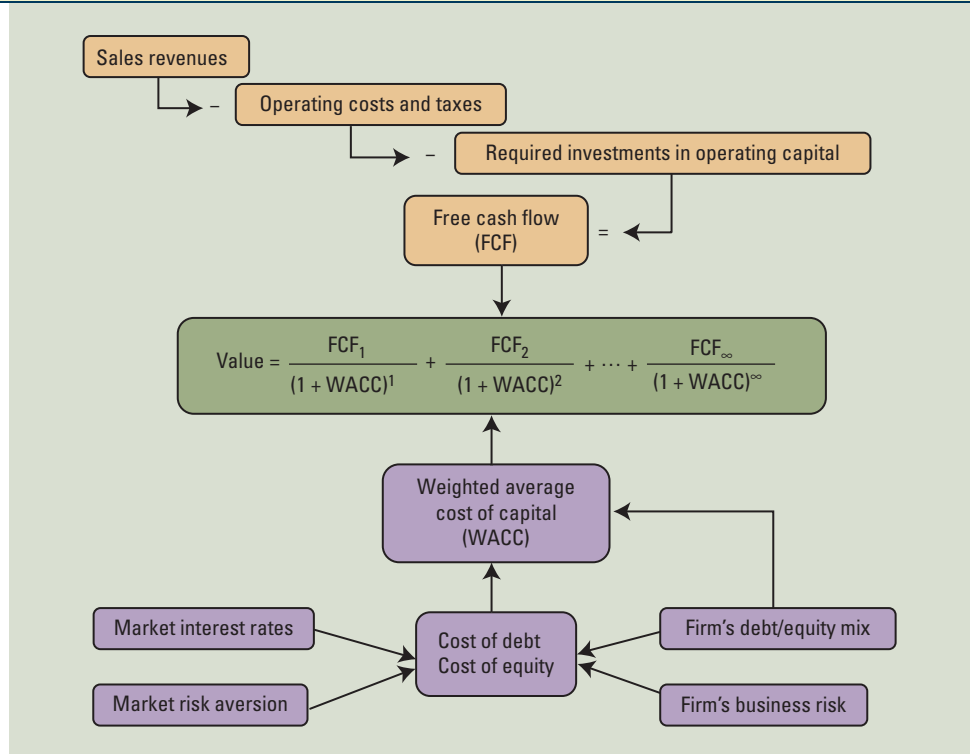 Sales revenues
– Operating costs and taxes
– Required investments in operating capital
Free cash flow
(FCF) =
Value = FCF₁ / (1 + WACC)¹ + FCF₂ / (1 + WACC)² + ⋯ + FCF∞ / (1 + WACC)^∞
Weighted average
cost of capital
(WACC)
Market interest rates
Cost of debt
Cost of equity
Firm's debt/equity mix
Market risk aversion
Firm's business risk